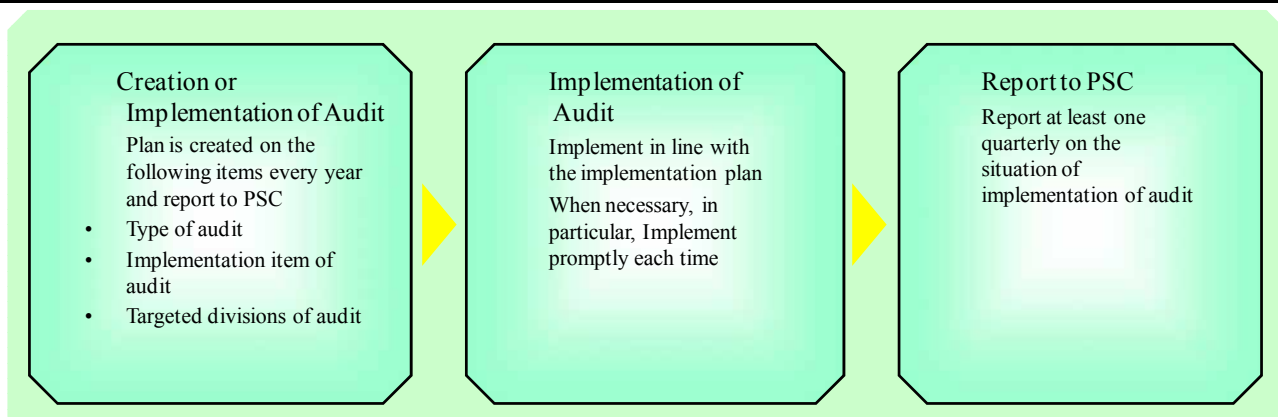 Creation or
Implementation of Audit
Plan is created on the
following items every year
and report to PSC
• Type of audit
• Implementation item of
audit
• Targeted divisions of audit
Implementation of
Audit
Implement in line with
the implementation plan
When necessary, in
particular, Implement
promptly each time
Report to PSC
Report at least one
quarterly on the
situation of
implementation of audit